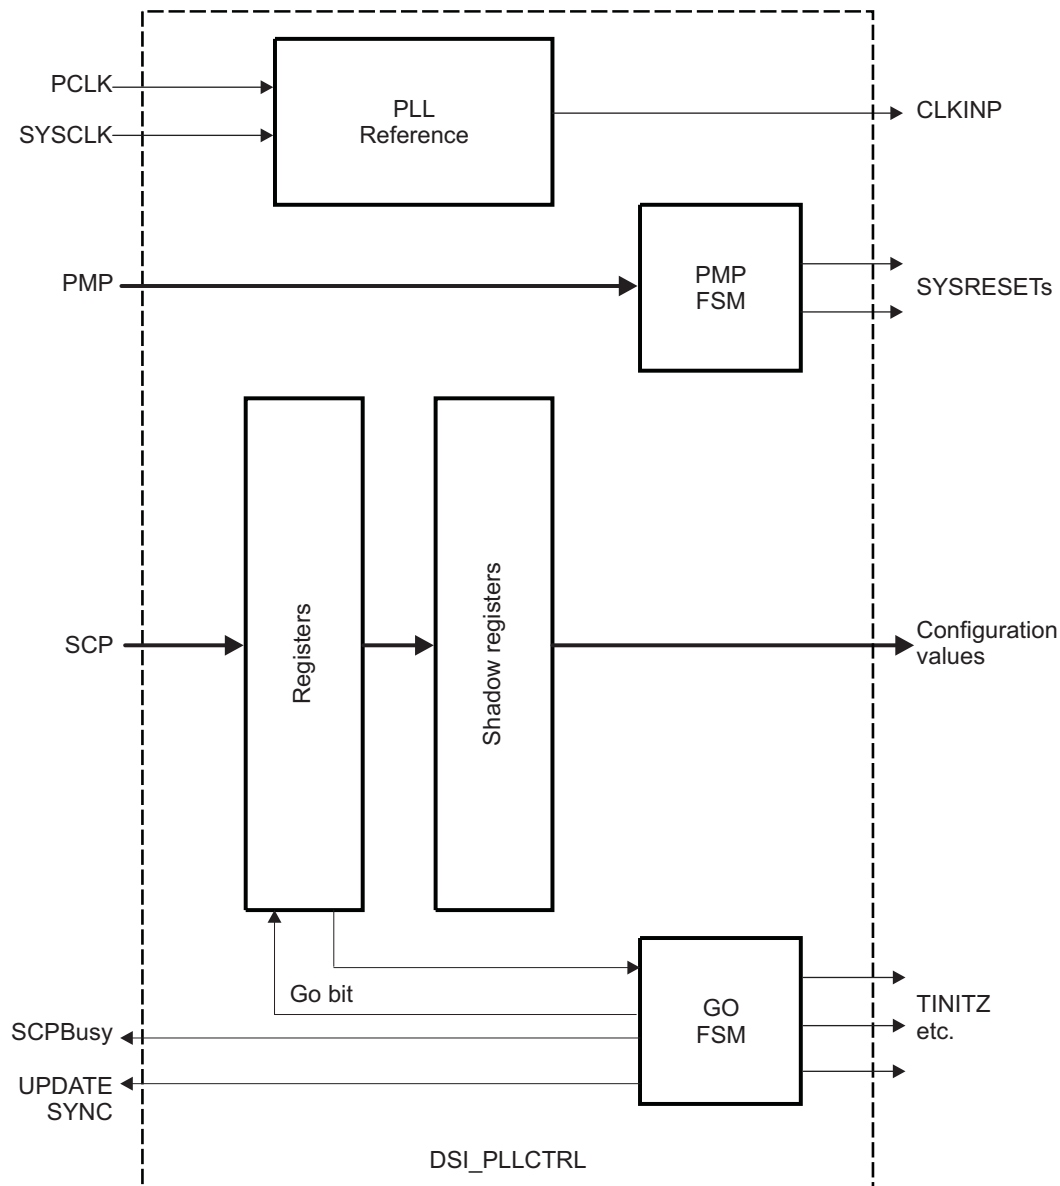 PCLK
SYSCLK
PLL
Reference
CLKINP
PMP
PMP
FSM
SYSRESETs
SCP
Registers
Shadow registers
Configuration
values
Go bit
GO
FSM
TINITZ
etc.
SCPBusy
UPDATE
SYNC
DSI_PLLCTRL